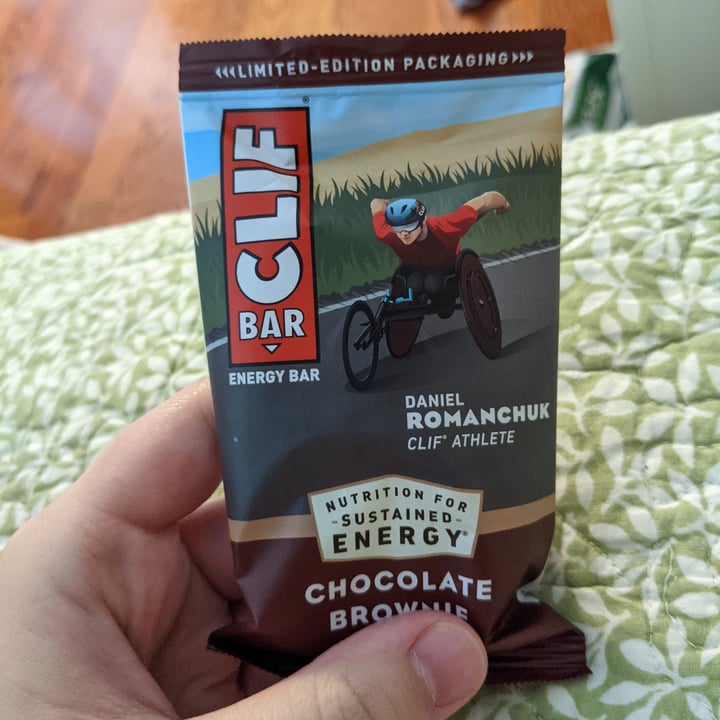 <<<LIMITED-EDITION PACKAGING>>>
CLIF®
BAR
ENERGY BAR
DANIEL
ROMANCHUK
CLIF® ATHLETE
NUTRITION FOR
-SUSTAINED-
ENERGY®
CHOCOLATE
BROWNIE